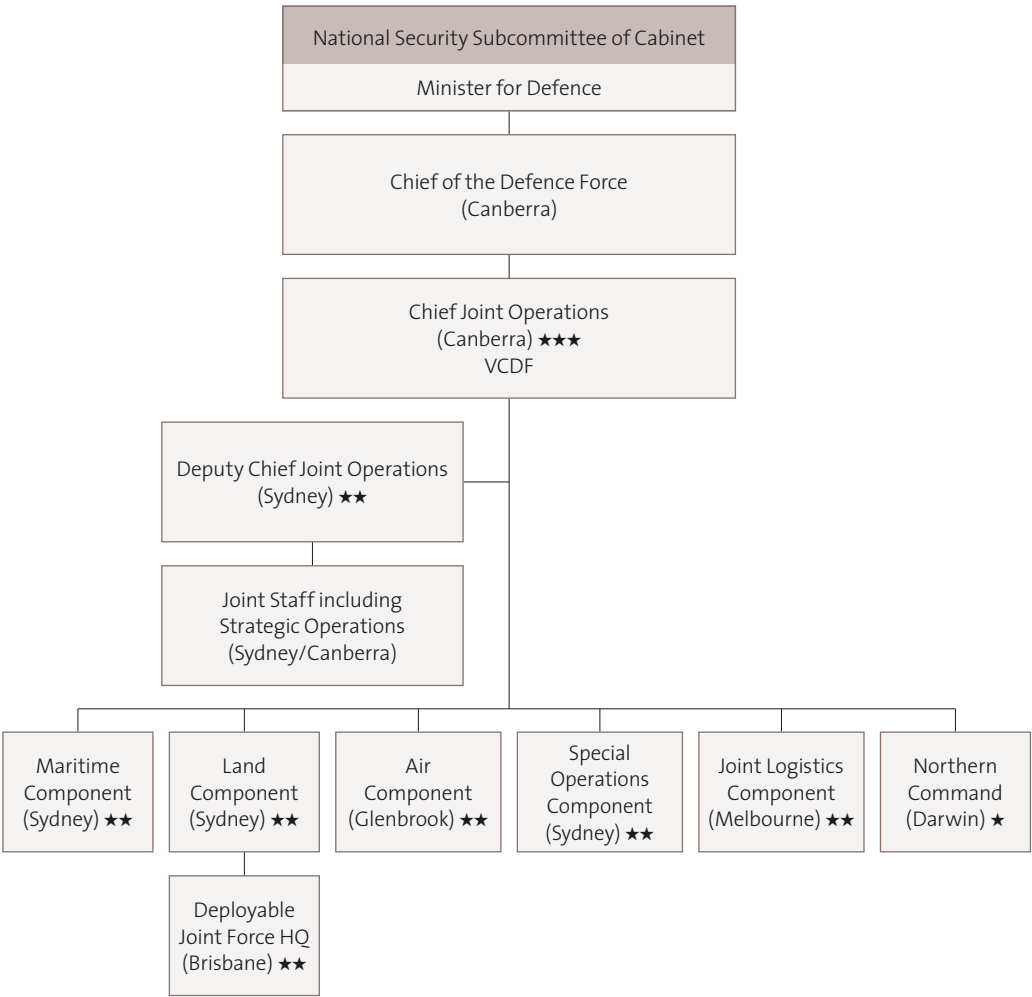 National Security Subcommittee of Cabinet
Minister for Defence
Chief of the Defence Force
(Canberra)
Chief Joint Operations
(Canberra) ★★★
VCDF
Deputy Chief Joint Operations
(Sydney) ★★
Joint Staff including
Strategic Operations
(Sydney/Canberra)
Maritime
Component
(Sydney) ★★
Land
Component
(Sydney) ★★
Air
Component
(Glenbrook) ★★
Special
Operations
Component
(Sydney) ★★
Joint Logistics
Component
(Melbourne) ★★
Northern
Command
(Darwin) ★
Deployable
Joint Force HQ
(Brisbane) ★★